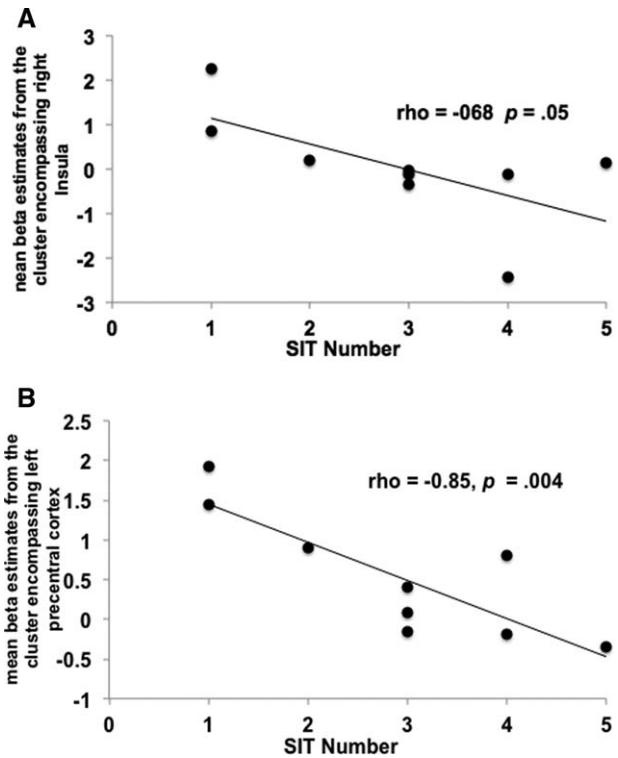 A
3
2
1
0
-1
-2
-3
nean beta estimates from the
cluster encompassing right
Insula
rho = -068 p = .05
0 1 2 3 4 5
SIT Number
B
2.5
2
1.5
1
0.5
0
-0.5
-1
mean beta estimates from the
cluster encompassing left
precentral cortex
rho = -0.85, p = .004
0 1 2 3 4 5
SIT Number